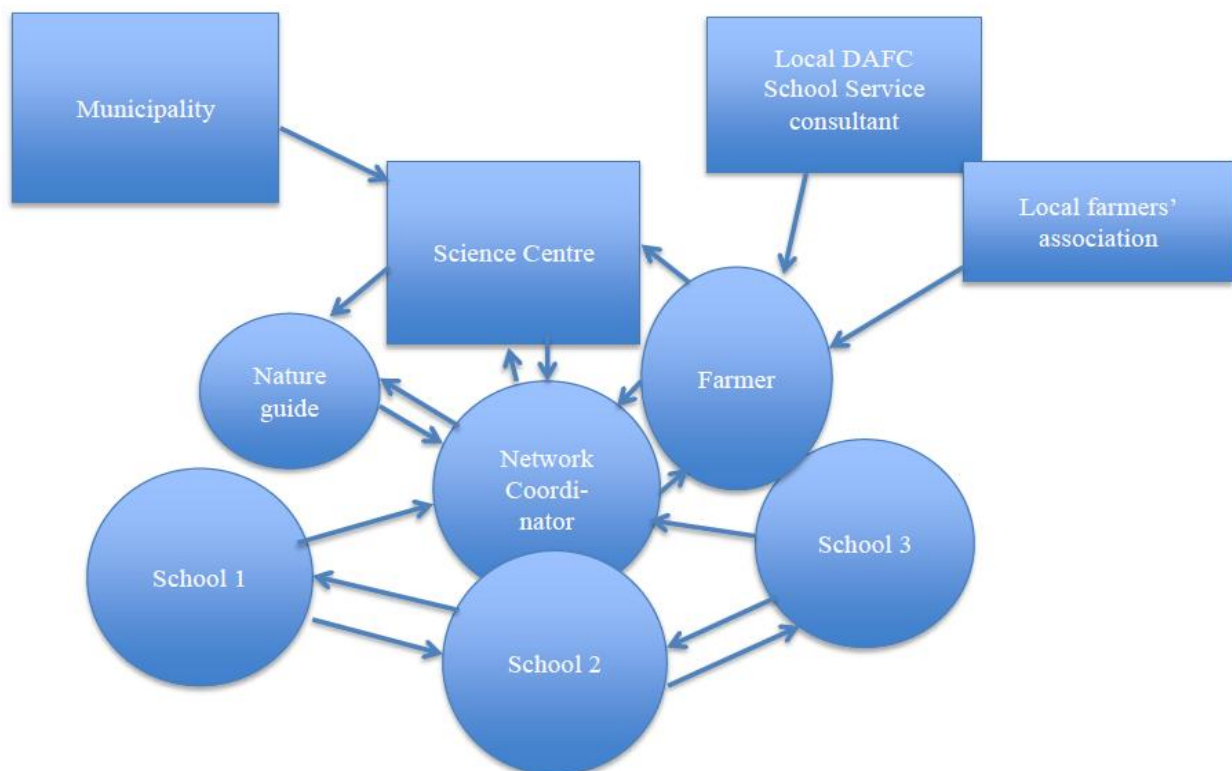 Municipality
Local DAFC
School Service
consultant
Local farmers’
association
Science Centre
Nature
guide
Farmer
Network
Coordi-
nator
School 1
School 2
School 3